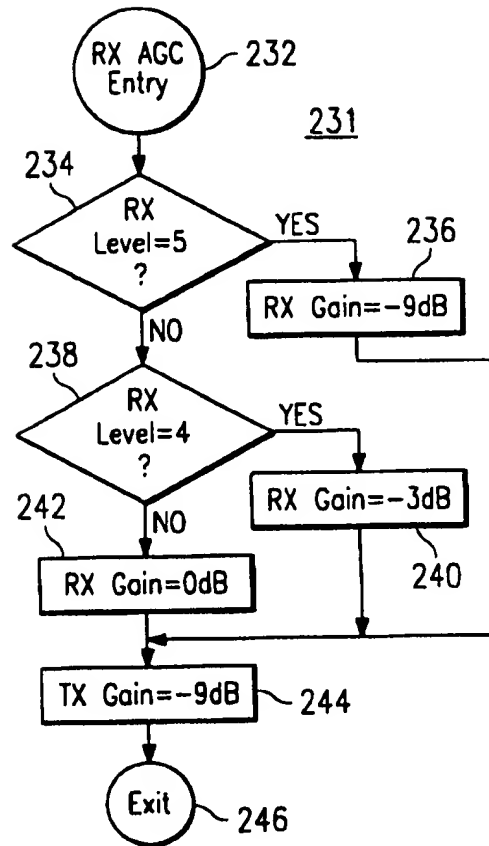 RX AGC
Entry
232
231
234
RX
Level=5
?
YES
236
RX Gain=-9dB
NO
238
RX
Level=4
?
YES
RX Gain=-3dB
240
NO
242
RX Gain=0dB
TX Gain=-9dB
244
Exit
246